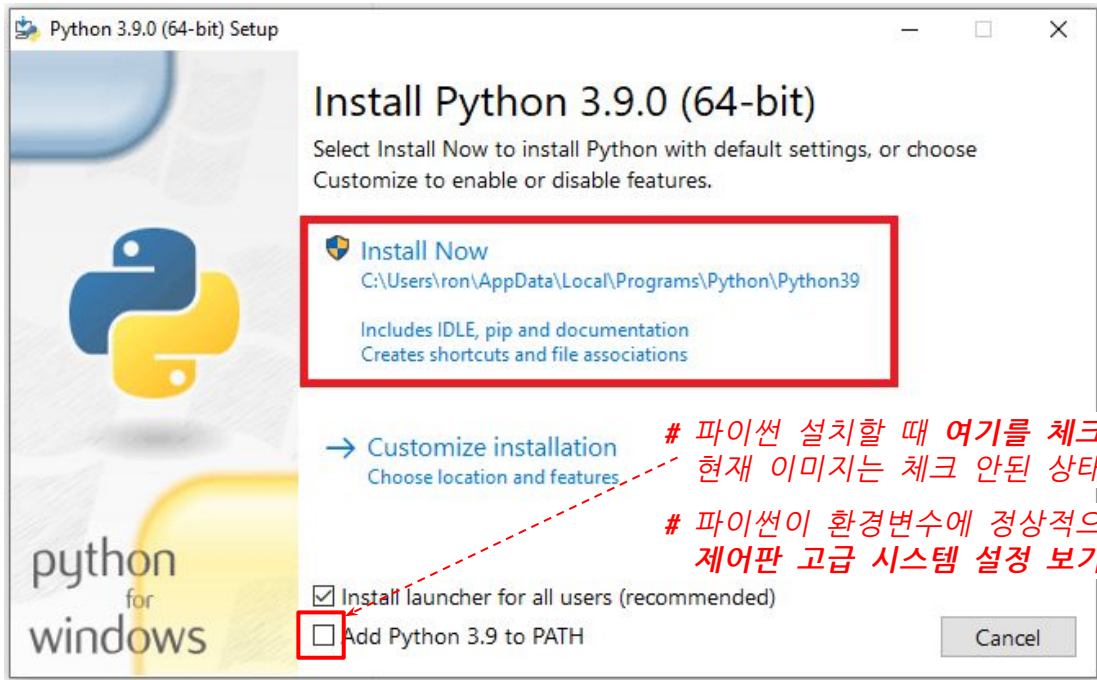 Python 3.9.0 (64-bit) Setup
Install Python 3.9.0 (64-bit)
Select Install Now to install Python with default settings, or choose
Customize to enable or disable features.
Install Now
C:\Users\ron\AppData\Local\Programs\Python\Python39
Includes IDLE, pip and documentation
Creates shortcuts and file associations
→ Customize installation
Choose location and features
# 파이썬 설치할 때 여기를 체크
현재 이미지는 체크 안된 상태
# 파이썬이 환경변수에 정상적으
제어판 고급 시스템 설정 보기
python
for
windows
Install launcher for all users (recommended)
Add Python 3.9 to PATH
Cancel